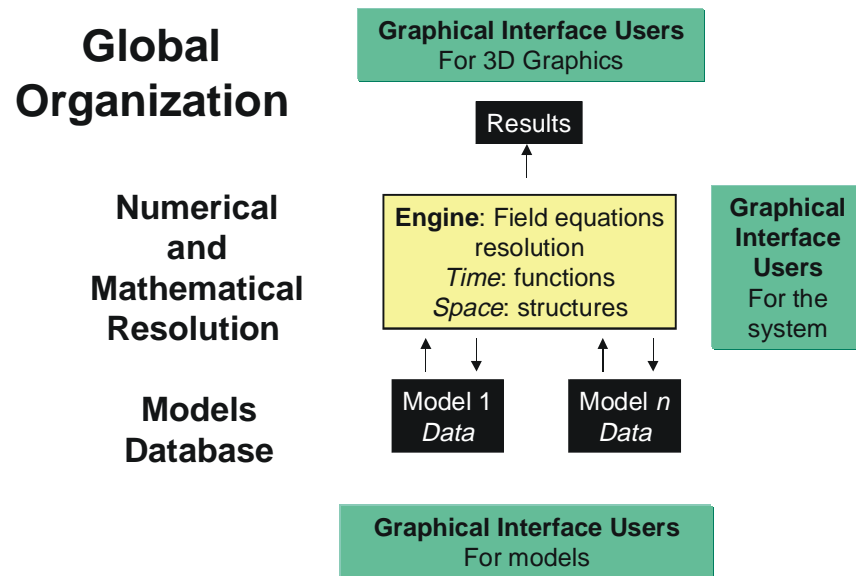 Global
Organization
Graphical Interface Users
For 3D Graphics
Results
Numerical
and
Mathematical
Resolution
Engine: Field equations
resolution
Time: functions
Space: structures
Graphical
Interface
Users
For the
system
Models
Database
Model 1
Data
Model n
Data
Graphical Interface Users
For models